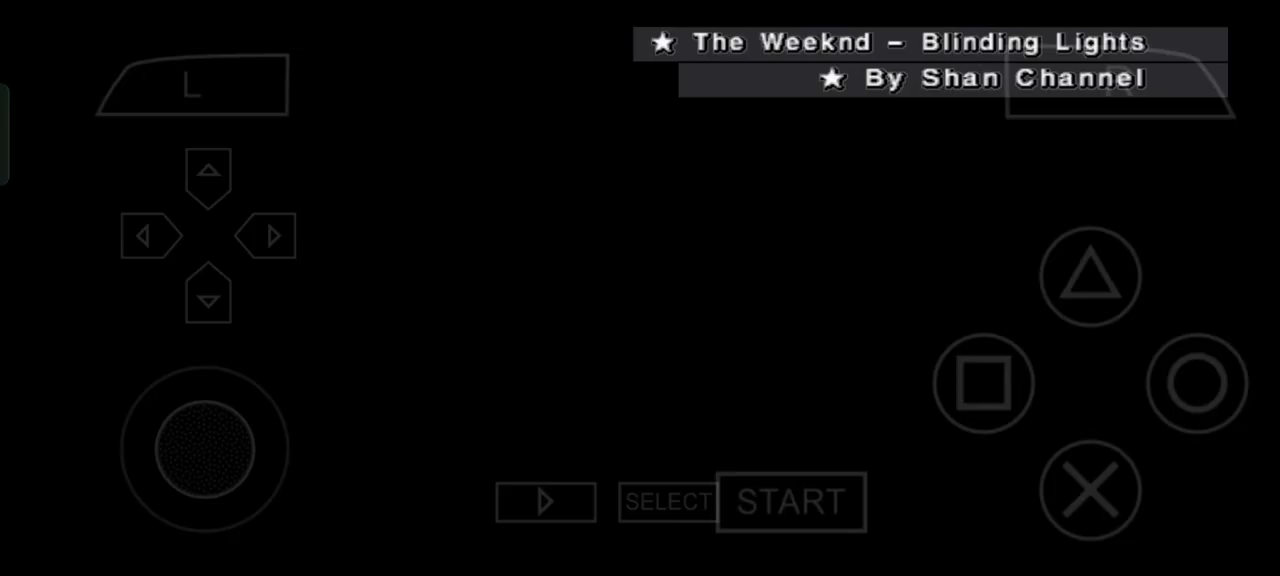 ★ The Weeknd – Blinding Lights
★ By Shan Channel
L
R
SELECT
START